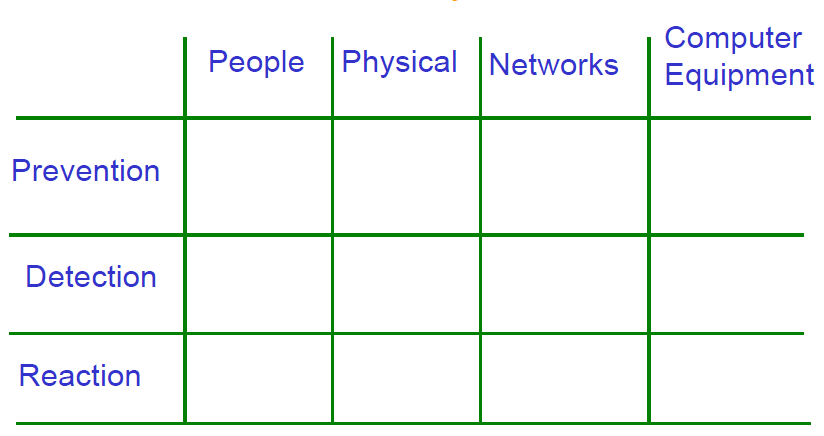 People Physical Networks Computer
Equipment
Prevention
Detection
Reaction